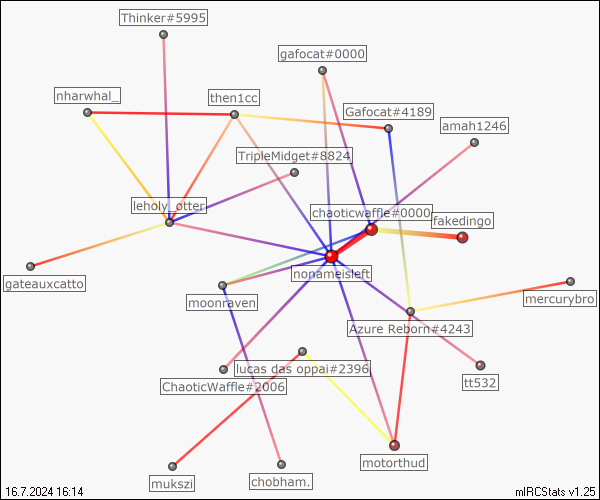 Thinker#5995
gafocat#0000
nharwhal_
then1cc
Gafocat#4189
amah1246
TripleMidget#8824
leholy_otter
chaoticwaffle#0000
fakedingo
nonameisleft
gateauxcatto
moonraven
mercurybro
Azure Reborn#4243
lucas das oppai#2396
ChaoticWaffle#2006
tt532
motorthud
mukszi
chobham.
16.7.2024 16:14
mIRCStats v1.25